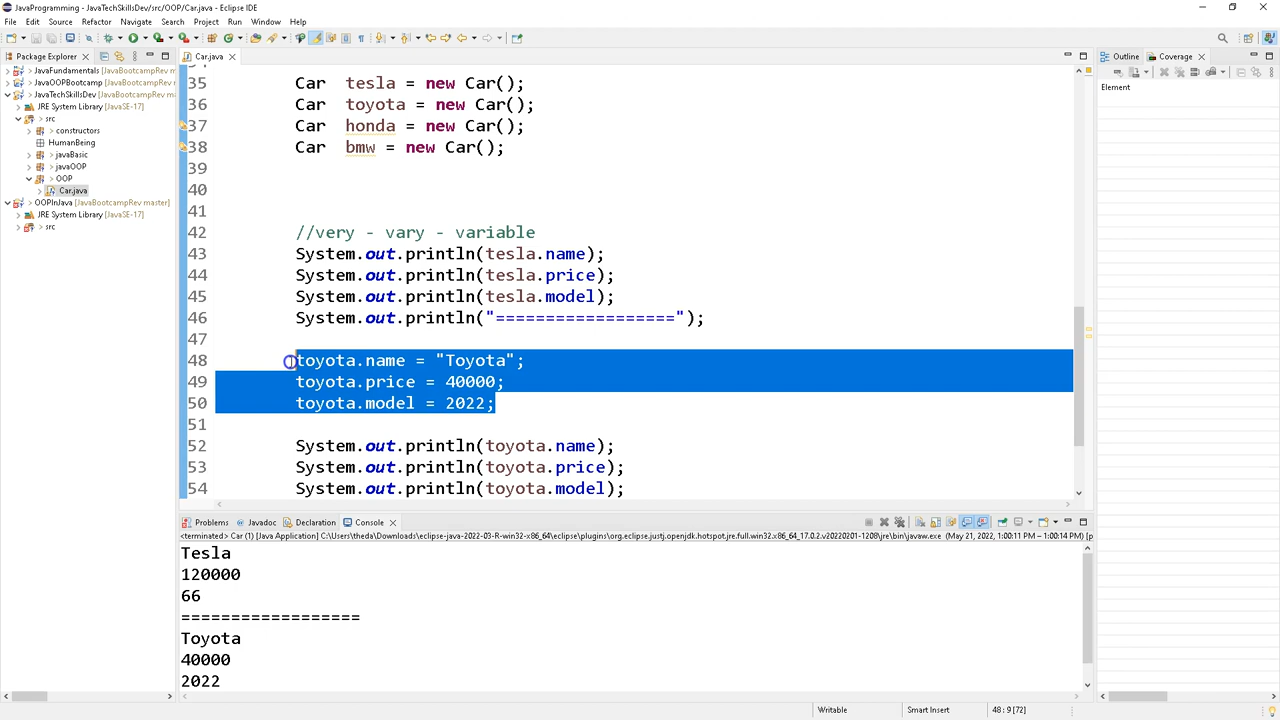 JavaProgramming - JavaTechSkillsDev/src/OOP/Car.java - Eclipse IDE
File Edit Source Refactor Navigate Search Project Run Window Help
Package Explorer
JavaFundamentals [JavaBootcampRev
JavaOOPBootcamp [JavaBootcampRev
JavaTechSkillsDev [JavaBootcampRev
JRE System Library [JavaSE-17]
src
constructors
HumanBeing
javaBasic
javaOOP
OOP
Car.java
OOPInJava [JavaBootcampRev master]
JRE System Library [JavaSE-17]
src
Car.java
35 Car tesla = new Car();
36 Car toyota = new Car();
37 Car honda = new Car();
38 Car bmw = new Car();
39
40
41
42 //very - vary - variable
43 System.out.println(tesla.name);
44 System.out.println(tesla.price);
45 System.out.println(tesla.model);
46 System.out.println("==================");
47
48 toyota.name = "Toyota";
49 toyota.price = 40000;
50 toyota.model = 2022;
51
52 System.out.println(toyota.name);
53 System.out.println(toyota.price);
54 System.out.println(toyota.model);
Outline Coverage
Element
Problems Javadoc Declaration Console
<terminated> Car (1) [Java Application] C:\Users\theda\Downloads\eclipse-java-2022-03-R-win32-x86_64\eclipse\plugins\org.eclipse.justj.openjdk.hotspot.jre.full.win32.x86_64_17.0.2.v20220201-1208\jre\bin\javaw.exe (May 21, 2022, 1:00:11 PM – 1:00:14 PM) [p
Tesla
120000
66
==================
Toyota
40000
2022
Writable Smart Insert 48 : 9 [72]